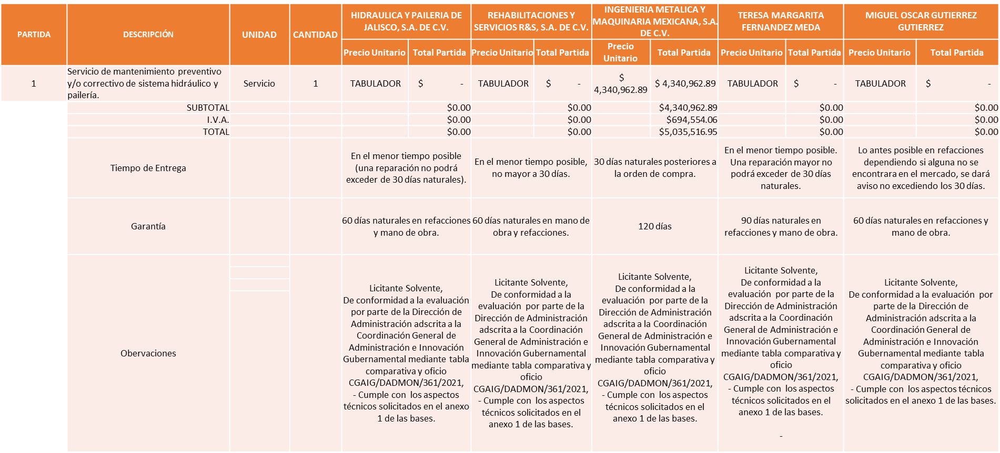 PARTIDA
DESCRIPCIÓN
UNIDAD
CANTIDAD
HIDRAULICA Y PAILERIA DE
JALISCO, S.A. DE C.V.
REHABILITACIONES Y
SERVICIOS R&S, S.A. DE C.V.
INGENIERIA METALICA Y
MAQUINARIA MEXICANA, S.A.
DE C.V.
TERESA MARGARITA
FERNANDEZ MEDA
MIGUEL OSCAR GUTIERREZ
GUTIERREZ
Precio Unitario
Total Partida
Precio Unitario
Total Partida
Precio
Unitario
Total Partida
Precio Unitario
Total Partida
Precio Unitario
Total Partida
1
Servicio de mantenimiento preventivo
y/o correctivo de sistema hidráulico y
pailería.
Servicio
1
TABULADOR
$ -
TABULADOR
$ -
$
4,340,962.89
$ 4,340,962.89
TABULADOR
$ -
TABULADOR
$ -
SUBTOTAL
$0.00
$0.00
$4,340,962.89
$0.00
$0.00
I.V.A.
$0.00
$0.00
$694,554.06
$0.00
$0.00
TOTAL
$0.00
$0.00
$5,035,516.95
$0.00
$0.00
Tiempo de Entrega
En el menor tiempo posible
(una reparación no podrá
exceder de 30 días naturales).
En el menor tiempo posible,
no mayor a 30 días.
30 días naturales posteriores a
la orden de compra.
En el menor tiempo posible.
Una reparación mayor no
podrá exceder de 30 días
naturales.
Lo antes posible en refacciones
dependiendo si alguna no se
encontrara en el mercado, se dará
aviso no excediendo los 30 días.
Garantía
60 días naturales en refacciones
y mano de obra.
60 días naturales en mano de
obra y refacciones.
120 días
90 días naturales en
refacciones y mano de obra.
60 días naturales en refacciones y
mano de obra.
Obervaciones
Licitante Solvente,
De conformidad a la evaluación
por parte de la Dirección de
Administración adscrita a la
Coordinación General de
Administración e Innovación
Gubernamental mediante tabla
comparativa y oficio
CGAIG/DADMON/361/2021,
- Cumple con los aspectos
técnicos solicitados en el anexo
1 de las bases.
Licitante Solvente,
De conformidad a la
evaluación por parte de la
Dirección de Administración
adscrita a la Coordinación
General de Administración e
Innovación Gubernamental
mediante tabla comparativa y
oficio
CGAIG/DADMON/361/2021,
- Cumple con los aspectos
técnicos solicitados en el
anexo 1 de las bases.
Licitante Solvente,
De conformidad a la
evaluación por parte de la
Dirección de Administración
adscrita a la Coordinación
General de Administración e
Innovación Gubernamental
mediante tabla comparativa y
oficio
CGAIG/DADMON/361/2021,
- Cumple con los aspectos
técnicos solicitados en el
anexo 1 de las bases.
Licitante Solvente,
De conformidad a la
evaluación por parte de la
Dirección de Administración
adscrita a la Coordinación
General de Administración e
Innovación Gubernamental
mediante tabla comparativa y
oficio
CGAIG/DADMON/361/2021,
- Cumple con los aspectos
técnicos solicitados en el
anexo 1 de las bases.
-
Licitante Solvente,
De conformidad a la evaluación por
parte de la Dirección de
Administración adscrita a la
Coordinación General de
Administración e Innovación
Gubernamental mediante tabla
comparativa y oficio
CGAIG/DADMON/361/2021,
- Cumple con los aspectos técnicos
solicitados en el anexo 1 de las bases.